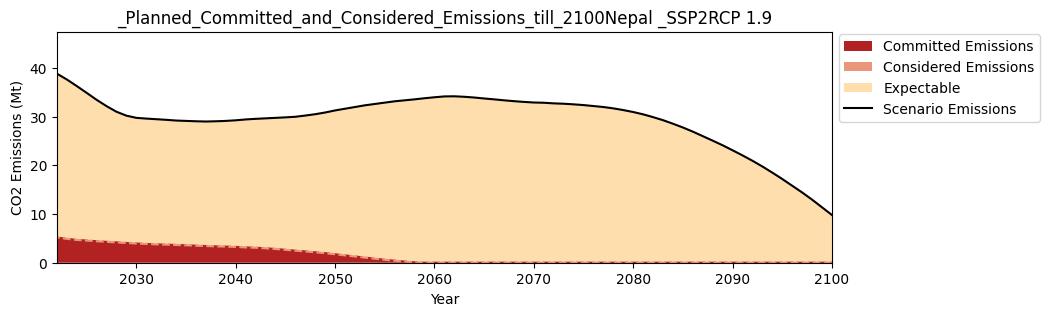 _Planned_Committed_and_Considered_Emissions_till_2100Nepal _SSP2RCP 1.9
Committed Emissions
Considered Emissions
Expectable
Scenario Emissions
CO2 Emissions (Mt)
40
30
20
10
0
2030 2040 2050 2060 2070 2080 2090 2100
Year